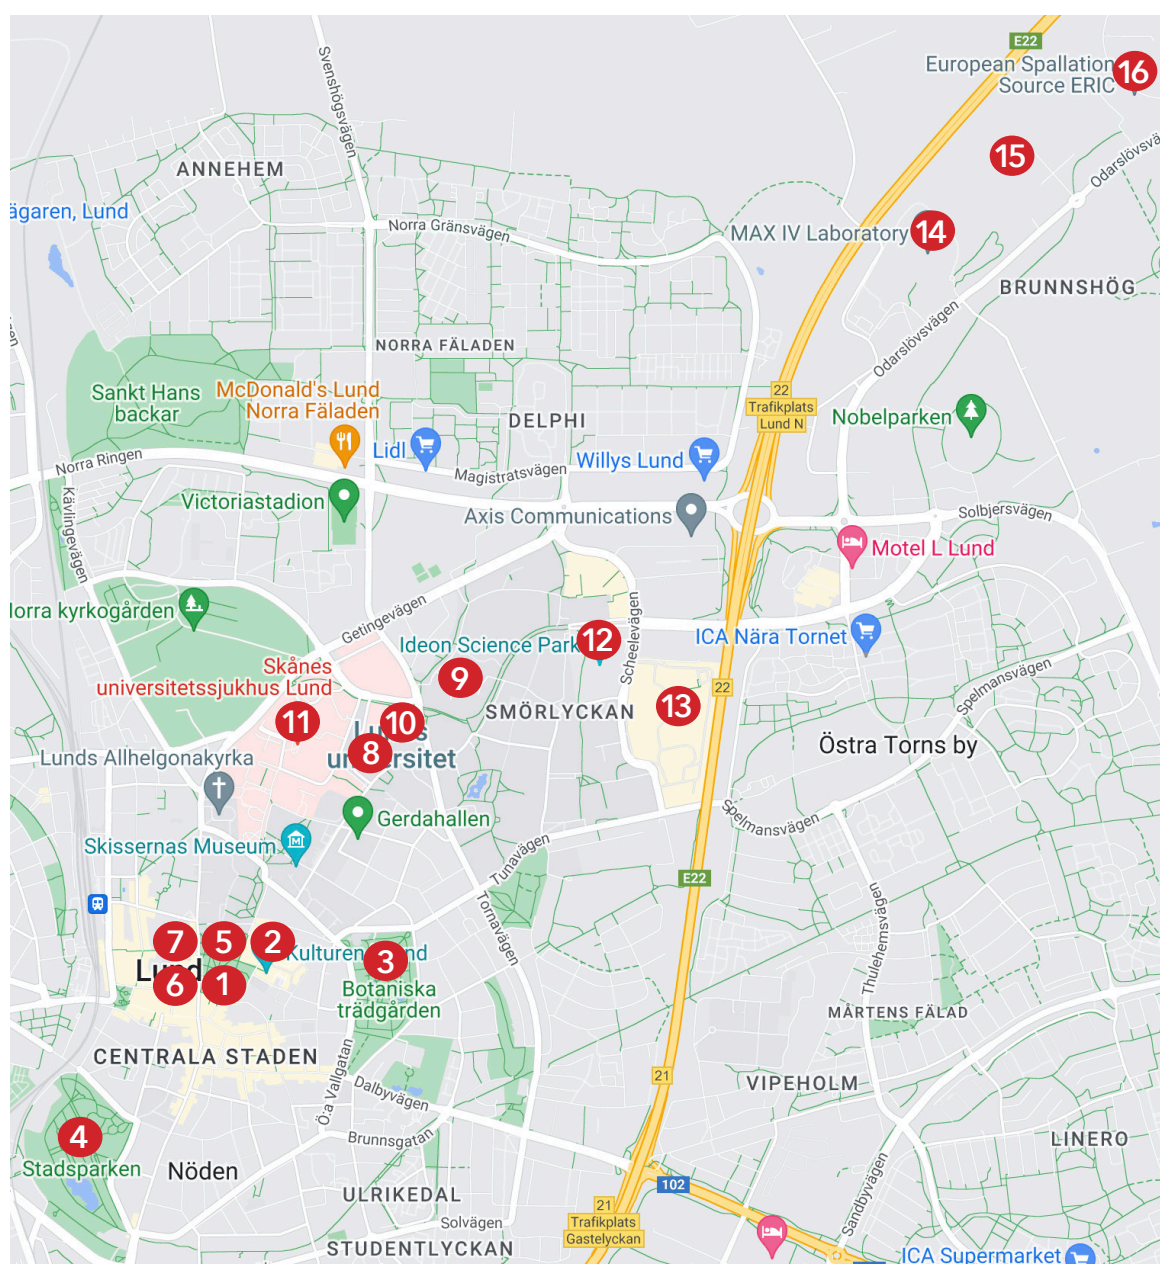 E22
European Spallation
Source ERIC
16
Svenshögsvägen
15
Odarslövsvä
ANNEHEM
ägaren, Lund
Norra Gränsvägen
MAX IV Laboratory
14
BRUNNSHÖG
Odarslövsvägen
NORRA FÄLADEN
Sankt Hans
backar
McDonald's Lund
Norra Fäladen
22
Trafikplats
Lund N
Nobelparken
DELPHI
Lidl
Willys Lund
Norra Ringen
Magistratsvägen
Kävlingevägen
Victoriastadion
Axis Communications
Solbjersvägen
Motel L Lund
lorra kyrkogården
Getingevägen
Scheelevägen
Ideon Science Park
12
ICA Nära Tornet
Skånes
universitetssjukhus Lund
9
22
Spelmansvägen
11
10
SMÖRLYCKAN
13
Lunds
universitet
8
Östra Torns by
Lunds Allhelgonakyrka
Gerdahallen
Spelmansvägen
Skissernas Museum
Tunavägen
E22
Tornavägen
Thulehemsvägen
7
5
2
Kulturen
nd
3
Lund
6
1
Botaniska
trädgården
MÅRTENS FÄLAD
CENTRALA STADEN
Ö:a Vallgatan
Dalbyvägen
21
VIPEHOLM
4
Brunnsgatan
LINERO
Stadsparken
Nöden
102
Sandbyvägen
ULRIKEDAL
21
Trafikplats
Gastelyckan
Solvägen
STUDENTLYCKAN
ICA Supermarket